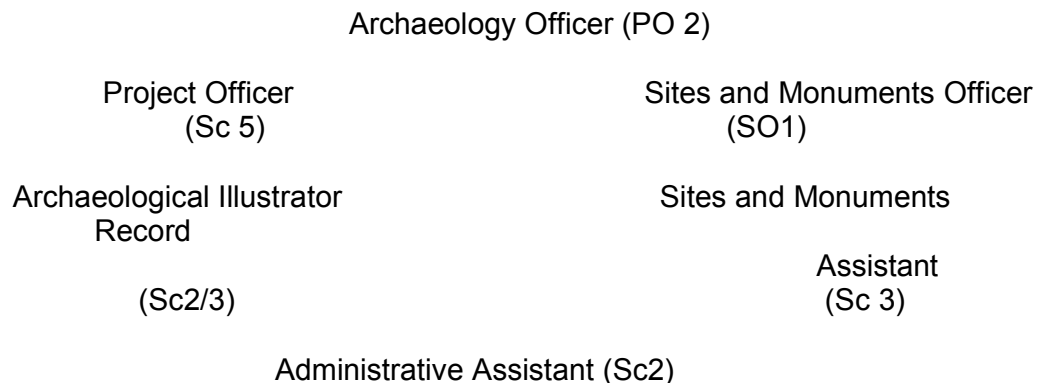 Archaeology Officer (PO 2)
Project Officer Sites and Monuments Officer
(Sc 5) (SO1)
Archaeological Illustrator Sites and Monuments
Record
Assistant
(Sc2/3) (Sc 3)
Administrative Assistant (Sc2)